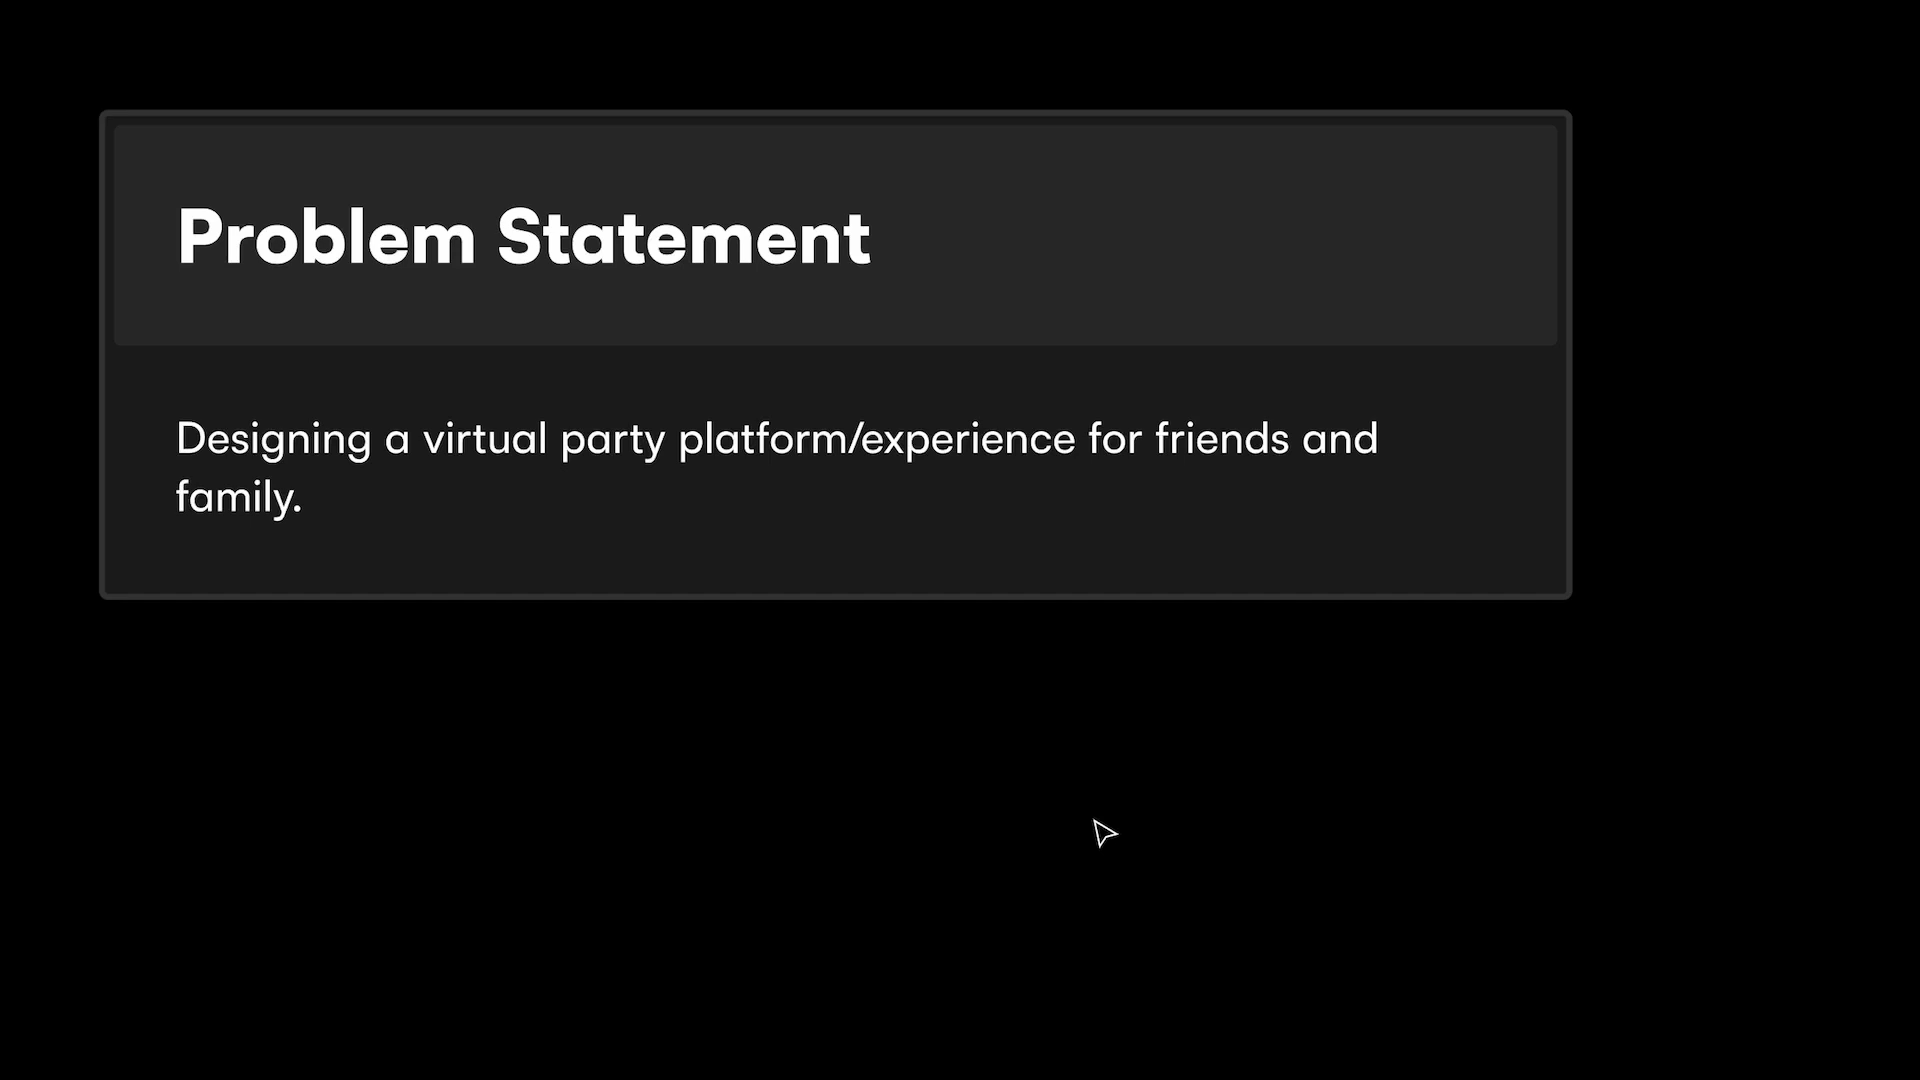 Problem Statement
Designing a virtual party platform/experience for friends and
family.